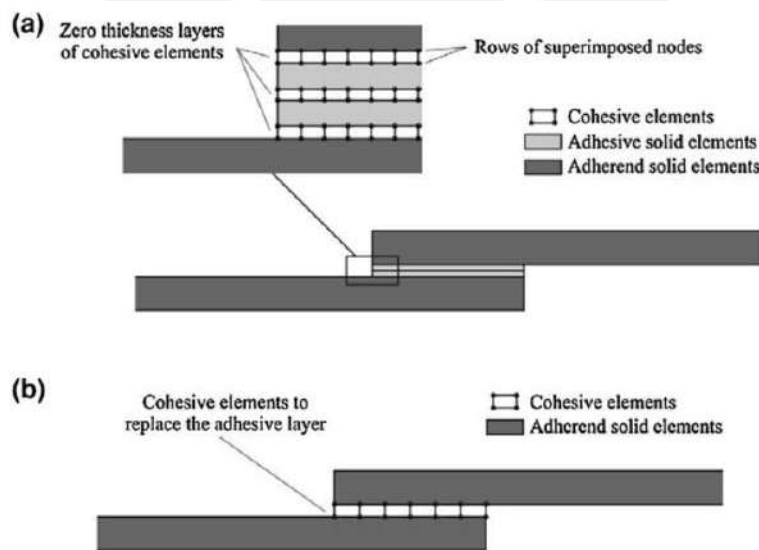 (a)
Zero thickness layers
of cohesive elements
Rows of superimposed nodes
Cohesive elements
Adhesive solid elements
Adherend solid elements
(b)
Cohesive elements to
replace the adhesive layer
Cohesive elements
Adherend solid elements